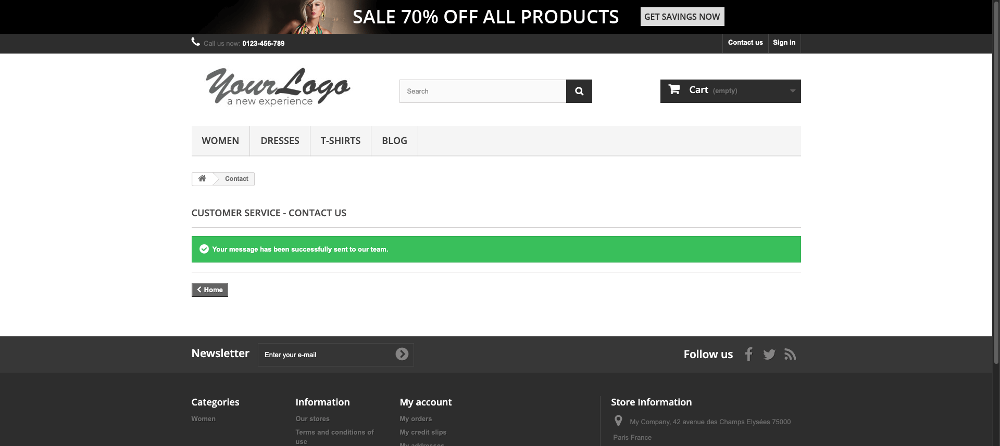 SALE 70% OFF ALL PRODUCTS
GET SAVINGS NOW
Call us now: 0123-456-789
Contact us
Sign in
YourLogo
a new experience
Search
Cart (empty)
WOMEN
DRESSES
T-SHIRTS
BLOG
Contact
CUSTOMER SERVICE - CONTACT US
Your message has been successfully sent to our team.
Home
Newsletter
Enter your e-mail
Follow us
Categories
Women
Information
Our stores
Terms and conditions of
use
My account
My orders
My credit slips
My addresses
Store Information
My Company, 42 avenue des Champs Elysées 75000
Paris France